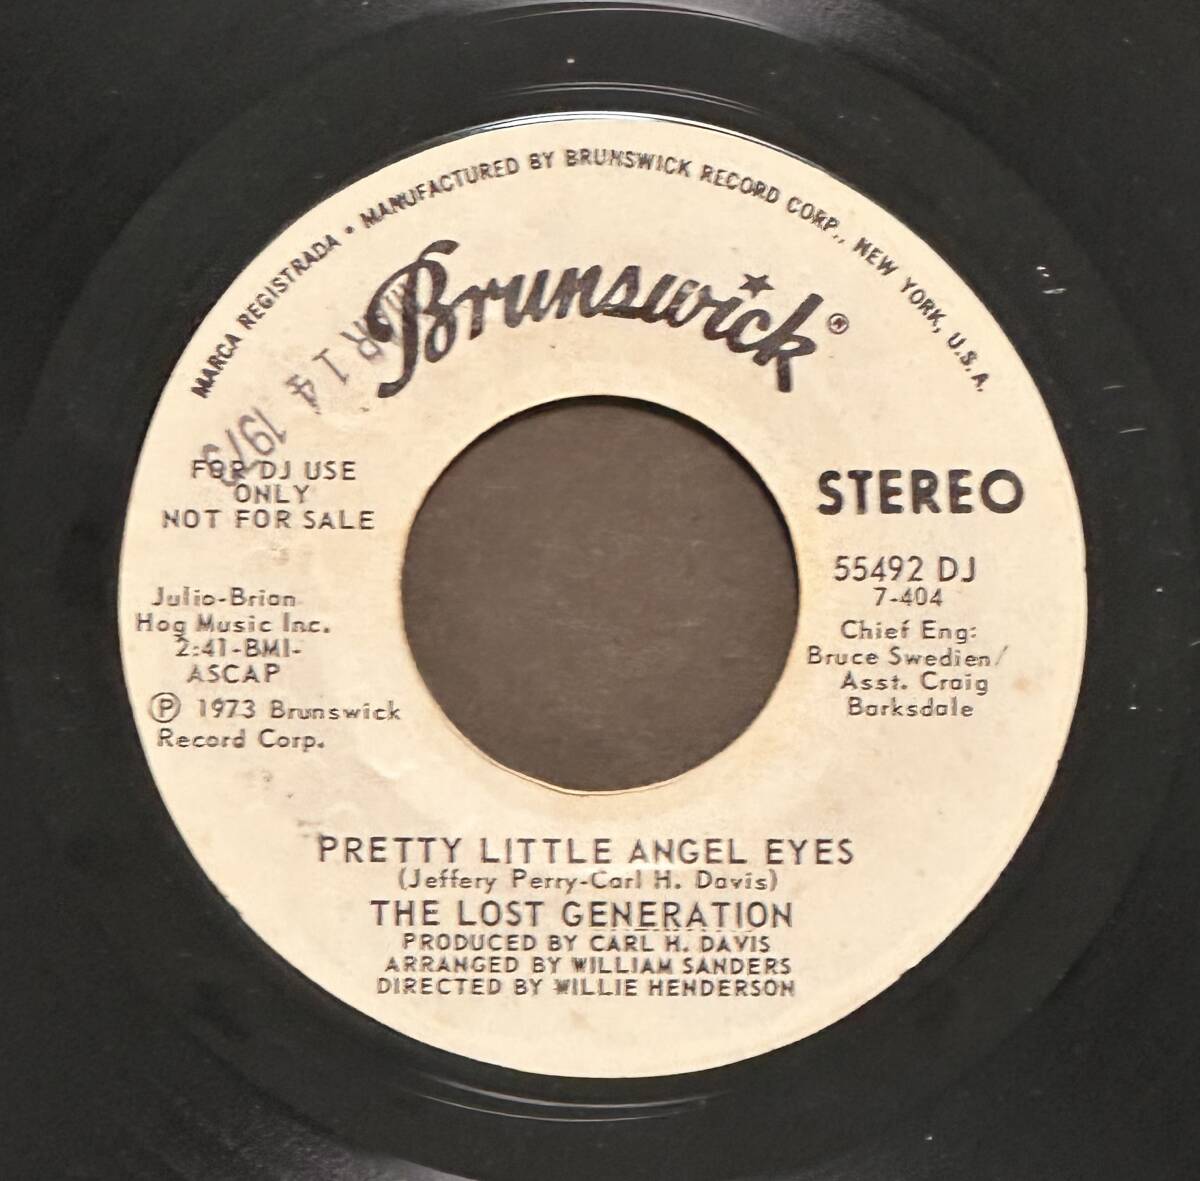 MARCA REGISTRADA • MANUFACTURED BY BRUNSWICK RECORD CORP., NEW YORK, U.S.A.
Brunswick®
MAR 14 1973
FOR DJ USE
ONLY
NOT FOR SALE
STEREO
55492 DJ
7-404
Julio-Brian
Hog Music Inc.
2:41-BMI-
ASCAP
Ⓟ 1973 Brunswick
Record Corp.
Chief Eng:
Bruce Swedien/
Asst. Craig
Barksdale
PRETTY LITTLE ANGEL EYES
(Jeffery Perry-Carl H. Davis)
THE LOST GENERATION
PRODUCED BY CARL H. DAVIS
ARRANGED BY WILLIAM SANDERS
DIRECTED BY WILLIE HENDERSON